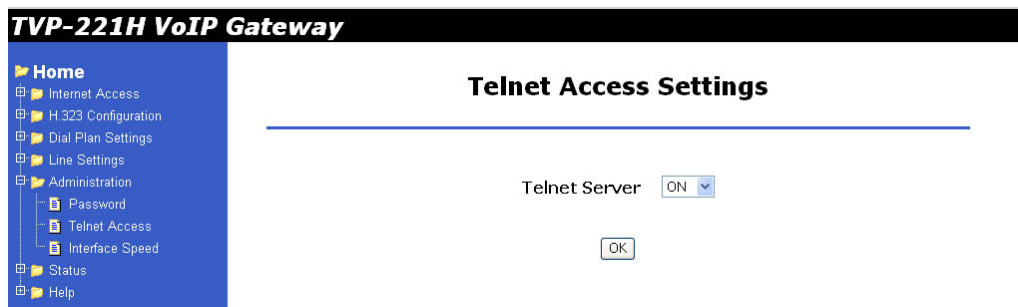 TVP-221H VoIP Gateway
Home
Internet Access
H.323 Configuration
Dial Plan Settings
Line Settings
Administration
Password
Telnet Access
Interface Speed
Status
Help
Telnet Access Settings
Telnet Server ON
OK